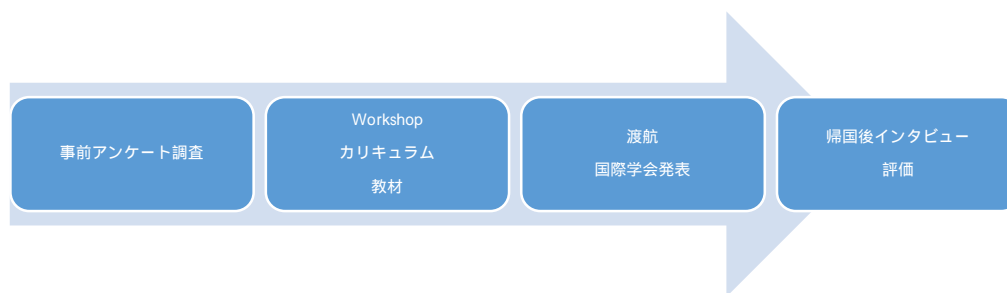 事前アンケート調査
Workshop
カリキュラム
教材
渡航
国際学会発表
帰国後インタビュー
評価